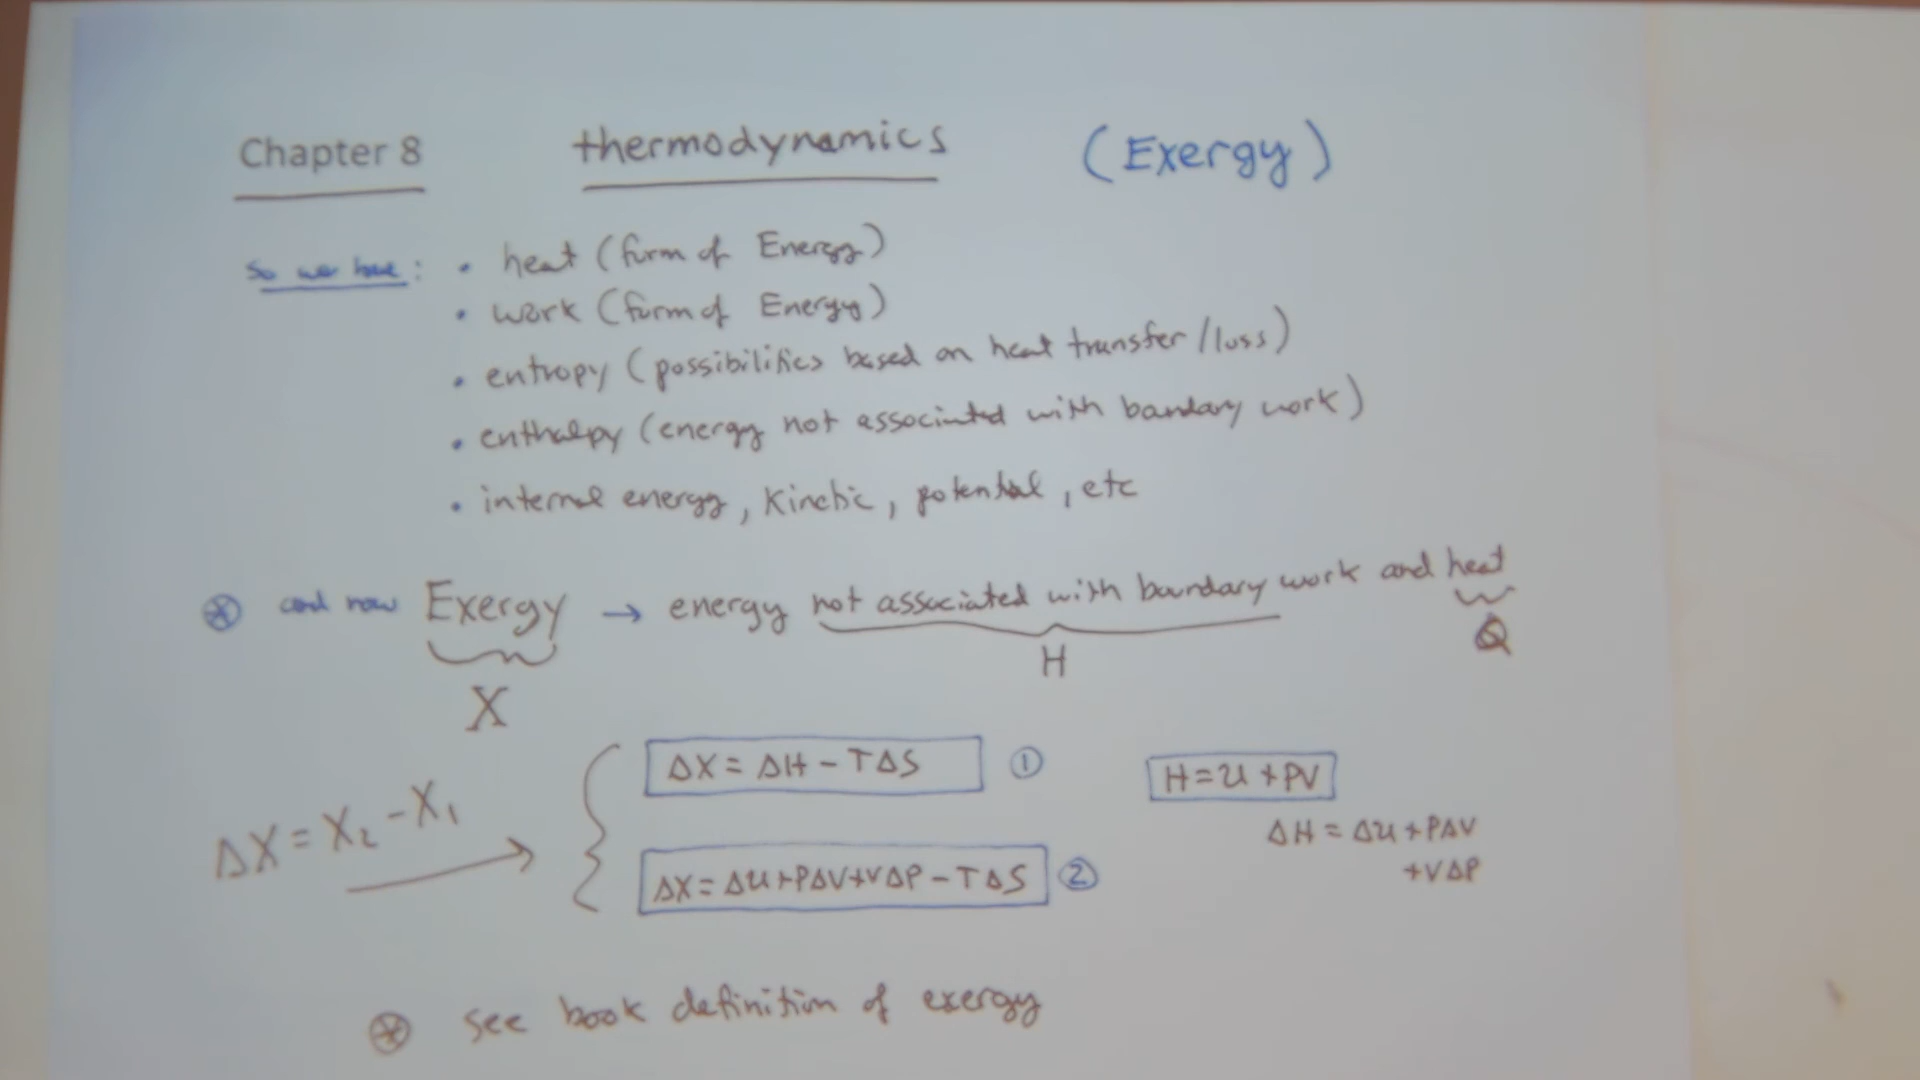 Chapter 8 thermodynamics (Exergy)
So we have: • heat (form of Energy)
• work (form of Energy)
• entropy (possibilities based on heat transfer/loss)
• enthalpy (energy not associated with boundary work)
• internal energy, Kinetic, potential, etc
⊛ and now Exergy → energy not associated with boundary work and heat
X H Q
ΔX = X₂ - X₁
ΔX = ΔH - TΔS ① H = U + PV
ΔH = ΔU + PΔV
+ VΔP
ΔX = ΔU + PΔV + VΔP - TΔS ②
⊛ see book definition of exergy